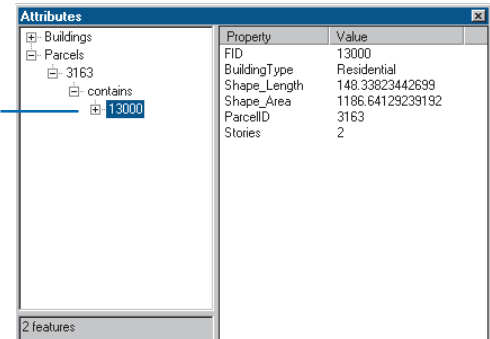 Attributes
Buildings
Parcels
3163
contains
13000
2 features
Property Value
FID 13000
BuildingType Residential
Shape_Length 148.33823442699
Shape_Area 1186.64129239192
ParcelID 3163
Stories 2